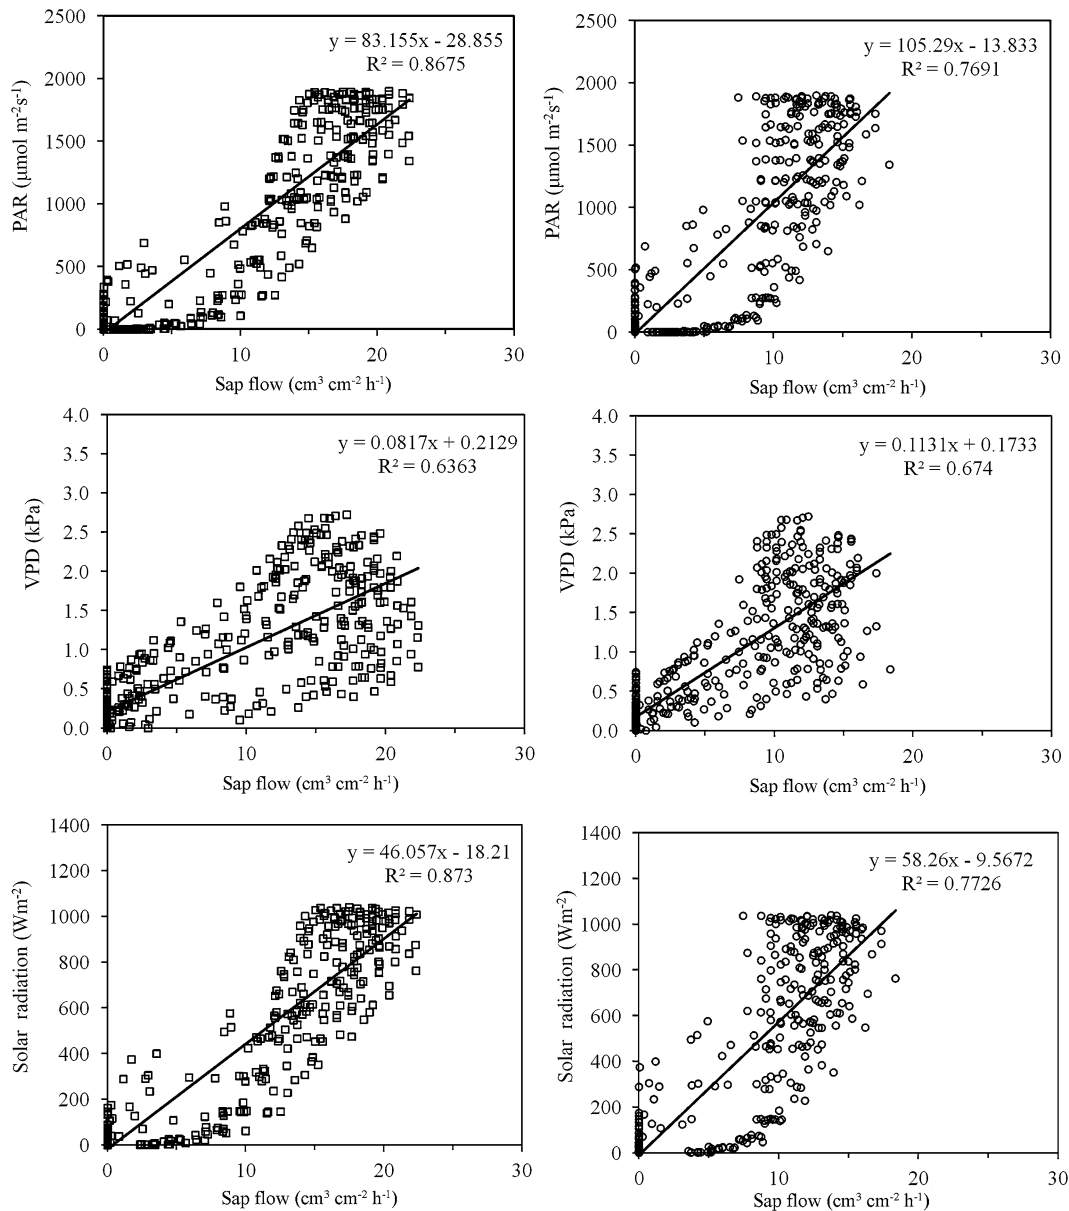 2500
2000
1500
1000
500
0
PAR (μmol m⁻²s⁻¹)
y = 83.155x - 28.855
R² = 0.8675
0 10 20 30
Sap flow (cm³ cm⁻² h⁻¹)
2500
2000
1500
1000
500
0
PAR (μmol m⁻²s⁻¹)
y = 105.29x - 13.833
R² = 0.7691
0 10 20 30
Sap flow (cm³ cm⁻² h⁻¹)
4.0
3.5
3.0
2.5
2.0
1.5
1.0
0.5
0.0
VPD (kPa)
y = 0.0817x + 0.2129
R² = 0.6363
0 10 20 30
Sap flow (cm³ cm⁻² h⁻¹)
4.0
3.5
3.0
2.5
2.0
1.5
1.0
0.5
0.0
VPD (kPa)
y = 0.1131x + 0.1733
R² = 0.674
0 10 20 30
Sap flow (cm³ cm⁻² h⁻¹)
1400
1200
1000
800
600
400
200
0
Solar radiation (Wm⁻²)
y = 46.057x - 18.21
R² = 0.873
0 10 20 30
Sap flow (cm³ cm⁻² h⁻¹)
1400
1200
1000
800
600
400
200
0
Solar radiation (Wm⁻²)
y = 58.26x - 9.5672
R² = 0.7726
0 10 20 30
Sap flow (cm³ cm⁻² h⁻¹)